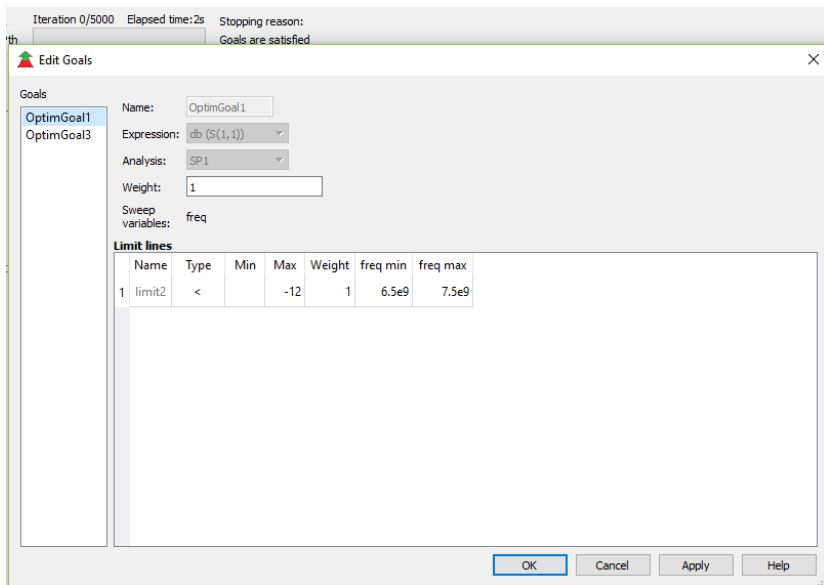 Iteration 0/5000 Elapsed time:2s Stopping reason:
Goals are satisfied
Edit Goals
Goals
OptimGoal1
OptimGoal3
Name: OptimGoal1
Expression: db (S(1,1))
Analysis: SP1
Weight: 1
Sweep
variables: freq
Limit lines
Name Type Min Max Weight freq min freq max
1 limit2 < -12 1 6.5e9 7.5e9
OK Cancel Apply Help